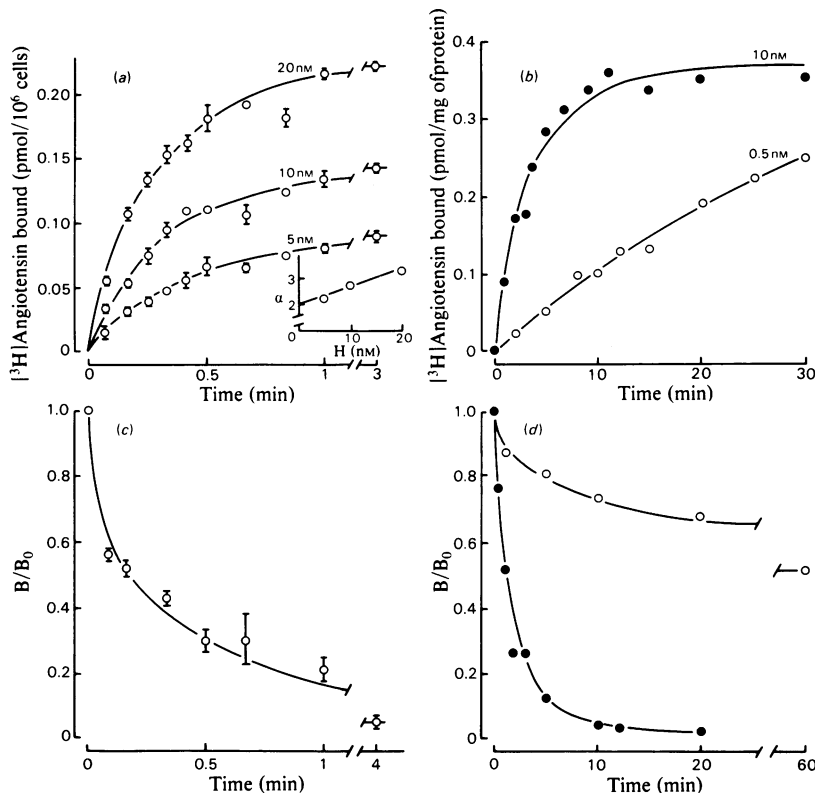 (a)
[³H]Angiotensin bound (pmol/10⁶ cells)
0.20
0.15
0.10
0.05
0
20 nM
10 nM
5 nM
α
3
2
0 10 20
H (nM)
0 0.5 1 3
Time (min)
(b)
[³H]Angiotensin bound (pmol/mg ofprotein)
0.4
0.3
0.2
0.1
0
10 nM
0.5 nM
0 10 20 30
Time (min)
(c)
B/B₀
1.0
0.8
0.6
0.4
0.2
0
0 0.5 1 4
Time (min)
(d)
B/B₀
1.0
0.8
0.6
0.4
0.2
0
0 10 20 60
Time (min)